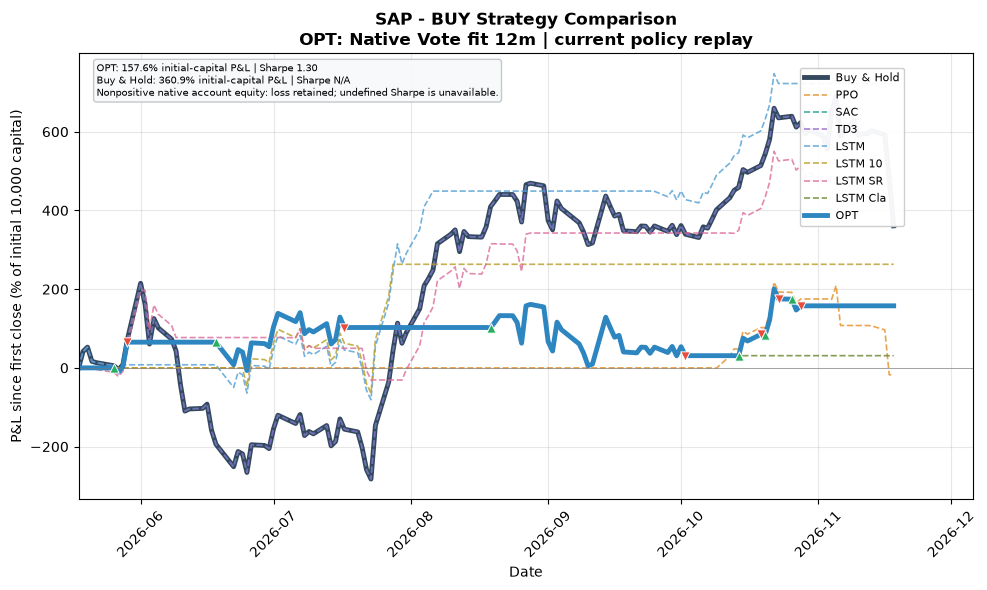 SAP - BUY Strategy Comparison
OPT: Native Vote fit 12m | current policy replay
OPT: 157.6% initial-capital P&L | Sharpe 1.30
Buy & Hold: 360.9% initial-capital P&L | Sharpe N/A
Nonpositive native account equity: loss retained; undefined Sharpe is unavailable.
Buy & Hold
PPO
SAC
TD3
LSTM
LSTM 10
LSTM SR
LSTM Cla
OPT
P&L since first close (% of initial 10,000 capital)
600
400
200
0
−200
2026-06
2026-07
2026-08
2026-09
2026-10
2026-11
2026-12
Date